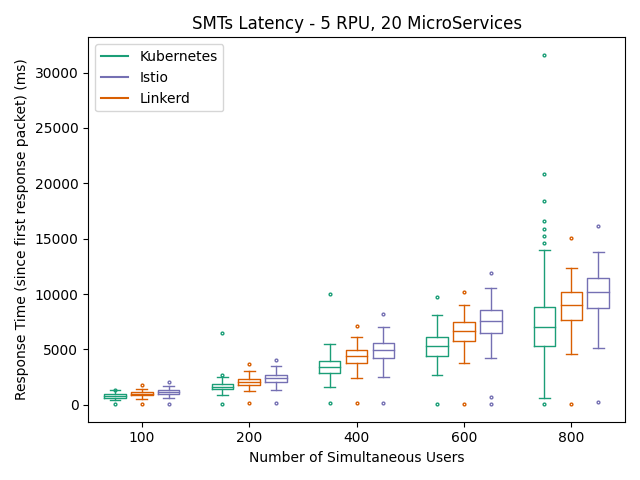 SMTs Latency - 5 RPU, 20 MicroServices
Kubernetes
Istio
Linkerd
Response Time (since first response packet) (ms)
30000
25000
20000
15000
10000
5000
0
100 200 400 600 800
Number of Simultaneous Users